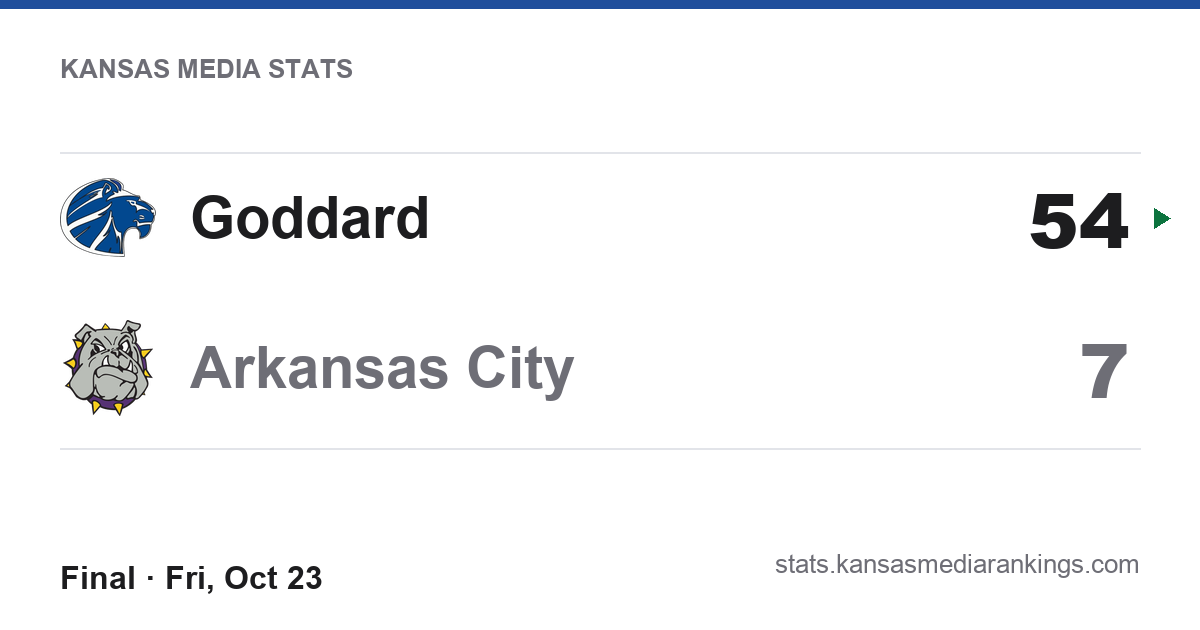 KANSAS MEDIA STATS
Goddard 54
Arkansas City 7
Final · Fri, Oct 23
stats.kansasmediarankings.com